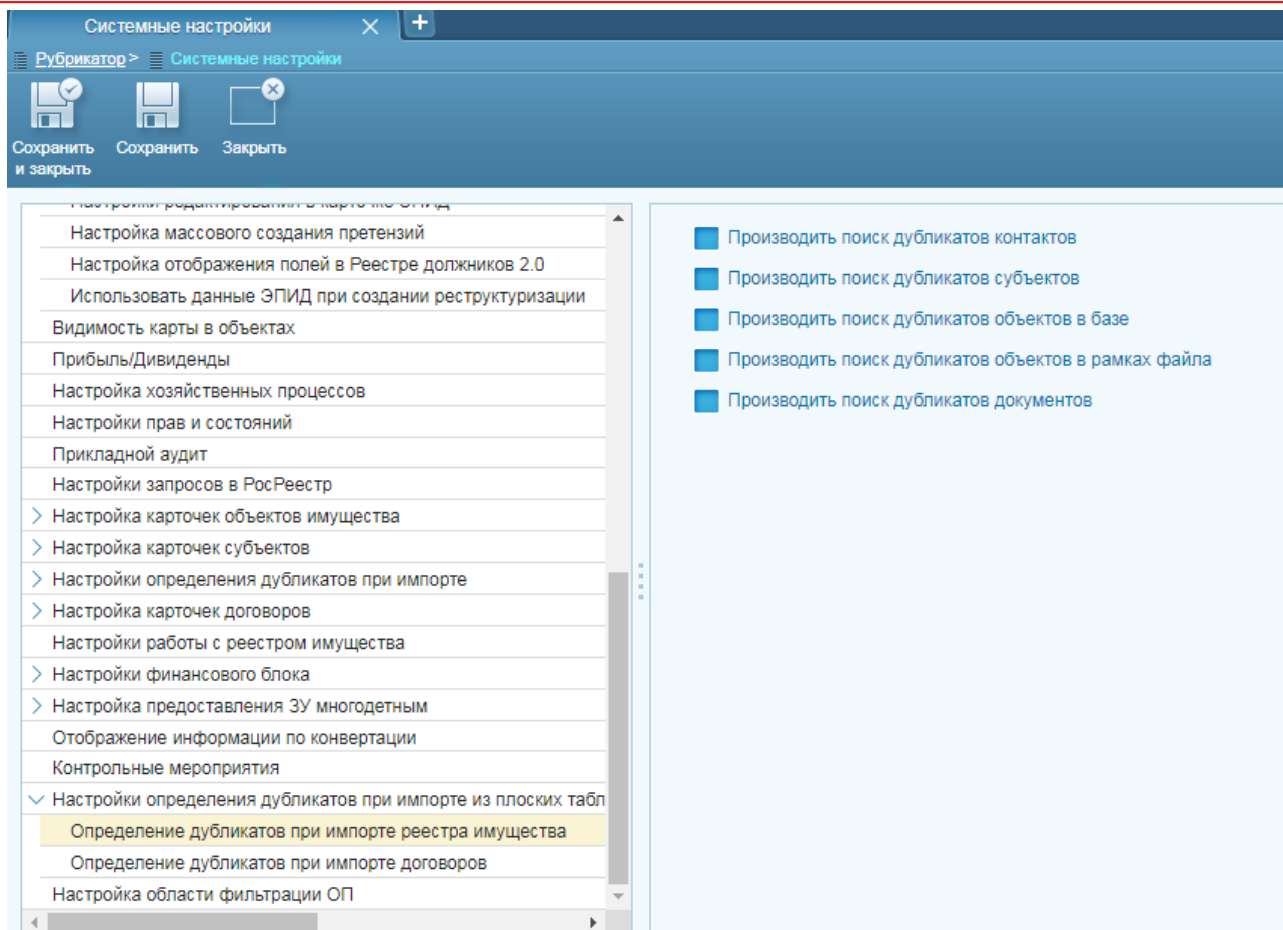 Системные настройки
Рубрикатор > Системные настройки
Сохранить и закрыть
Сохранить
Закрыть
Настройка массового создания претензий
Настройка отображения полей в Реестре должников 2.0
Использовать данные ЭПИД при создании реструктуризации
Видимость карты в объектах
Прибыль/Дивиденды
Настройка хозяйственных процессов
Настройки прав и состояний
Прикладной аудит
Настройки запросов в РосРеестр
Настройка карточек объектов имущества
Настройка карточек субъектов
Настройки определения дубликатов при импорте
Настройка карточек договоров
Настройки работы с реестром имущества
Настройки финансового блока
Настройка предоставления ЗУ многодетным
Отображение информации по конвертации
Контрольные мероприятия
Настройки определения дубликатов при импорте из плоских табл
Определение дубликатов при импорте реестра имущества
Определение дубликатов при импорте договоров
Настройка области фильтрации ОП
Производить поиск дубликатов контактов
Производить поиск дубликатов субъектов
Производить поиск дубликатов объектов в базе
Производить поиск дубликатов объектов в рамках файла
Производить поиск дубликатов документов